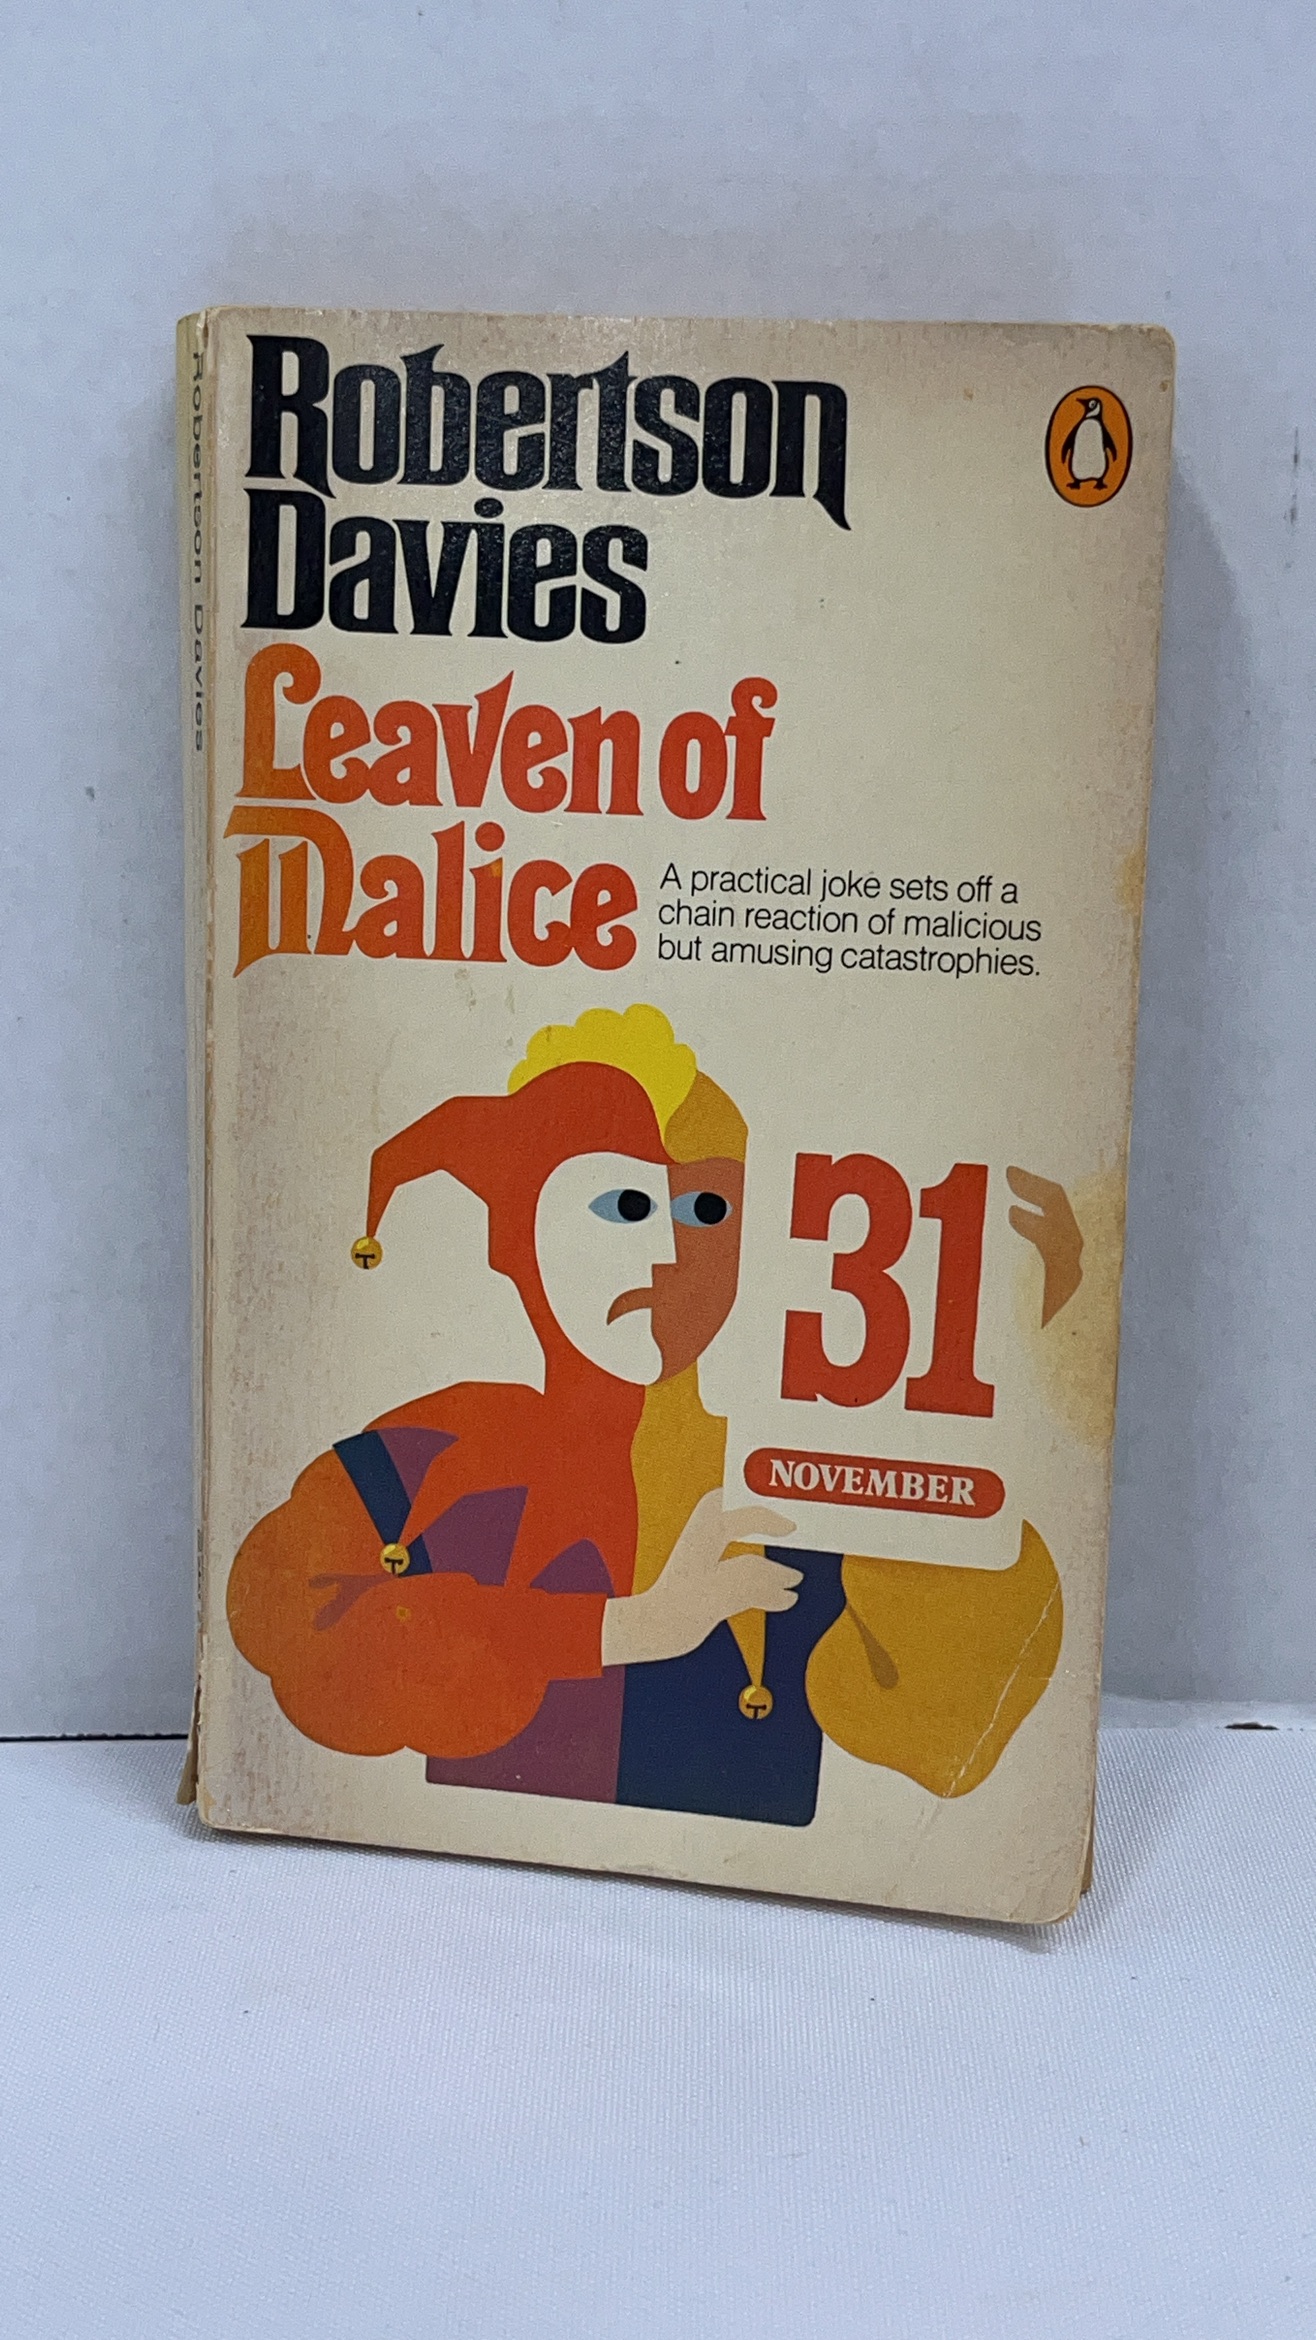 Robertson
Davies
Leaven of
Malice
A practical joke sets off a
chain reaction of malicious
but amusing catastrophies.
31
NOVEMBER
Robertson Davies